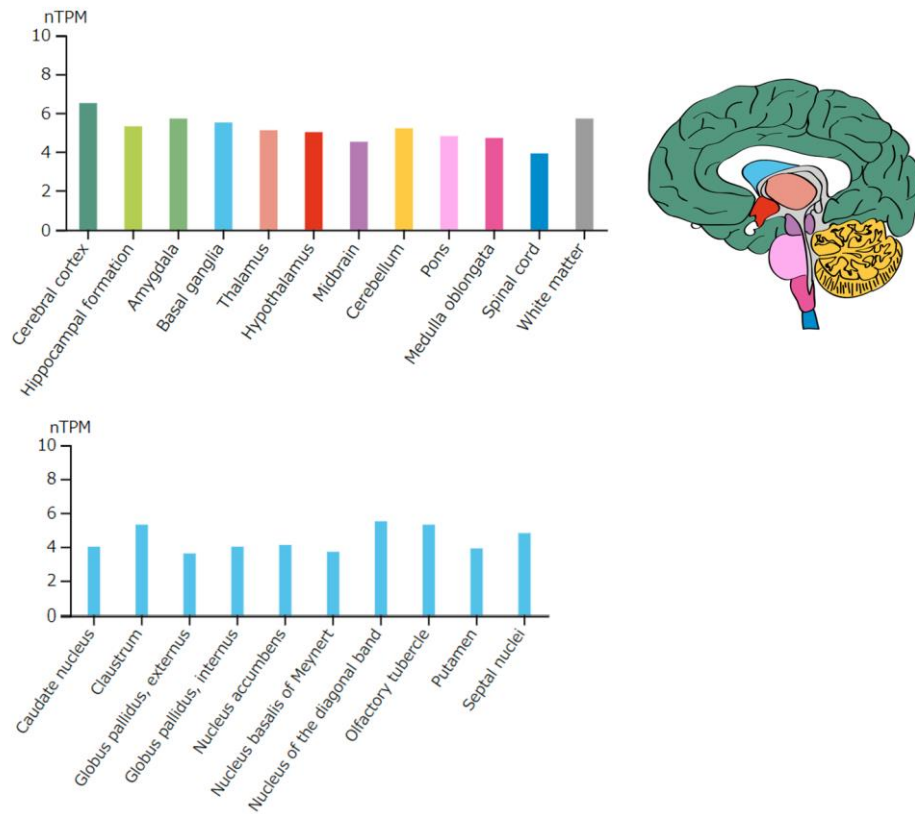 nTPM
10
8
6
4
2
0
Cerebral cortex
Hippocampal formation
Amygdala
Basal ganglia
Thalamus
Hypothalamus
Midbrain
Cerebellum
Pons
Medulla oblongata
Spinal cord
White matter
nTPM
10
8
6
4
2
0
Caudate nucleus
Claustrum
Globus pallidus, externus
Globus pallidus, internus
Nucleus accumbens
Nucleus basalis of Meynert
Nucleus of the diagonal band
Olfactory tubercle
Putamen
Septal nuclei